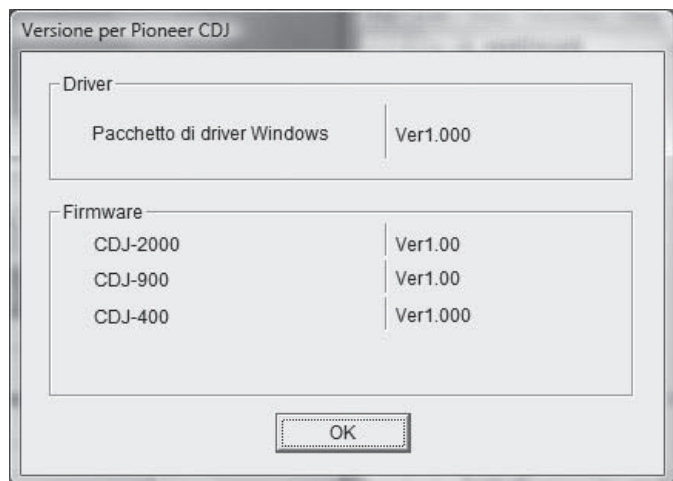 Versione per Pioneer CDJ
Driver
Pacchetto di driver Windows Ver1.000
Firmware
CDJ-2000 Ver1.00
CDJ-900 Ver1.00
CDJ-400 Ver1.000
OK